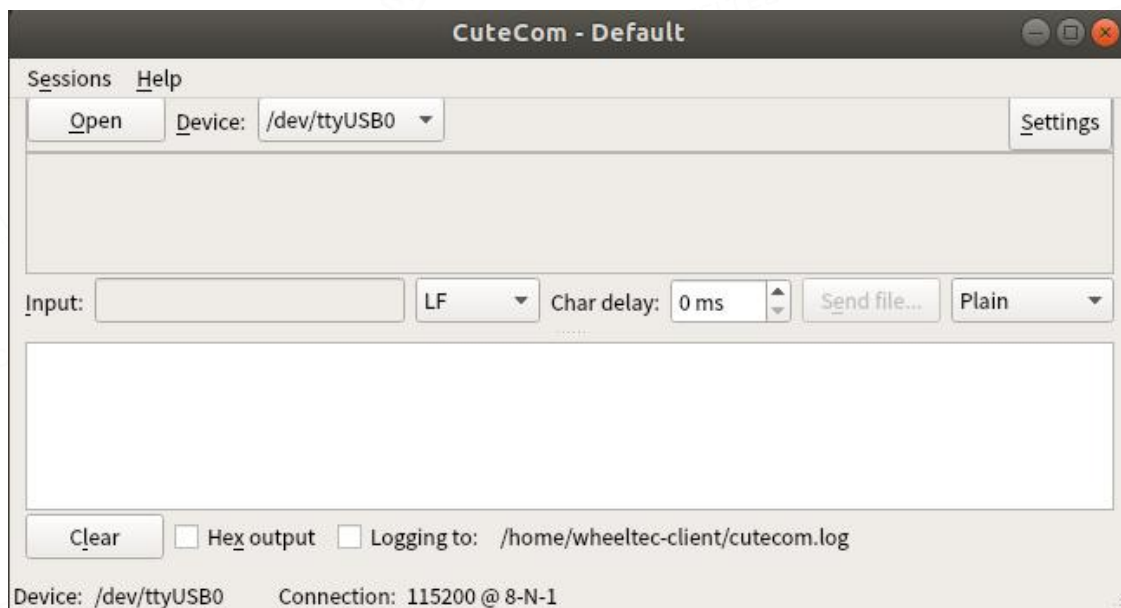 CuteCom - Default
Sessions Help
Open Device: /dev/ttyUSB0 Settings
Input: LF Char delay: 0 ms Send file... Plain
Clear Hex output Logging to: /home/wheeltec-client/cutecom.log
Device: /dev/ttyUSB0 Connection: 115200 @ 8-N-1